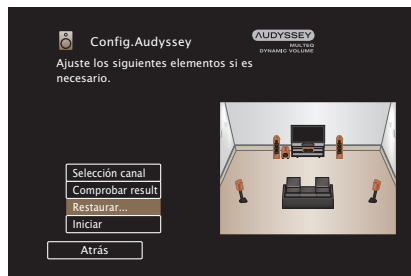 Config.Audyssey
AUDYSSEY
MULTEQ
DYNAMIC VOLUME
Ajuste los siguientes elementos si es
necesario.
Selección canal
Comprobar result
Restaurar...
Iniciar
Atrás